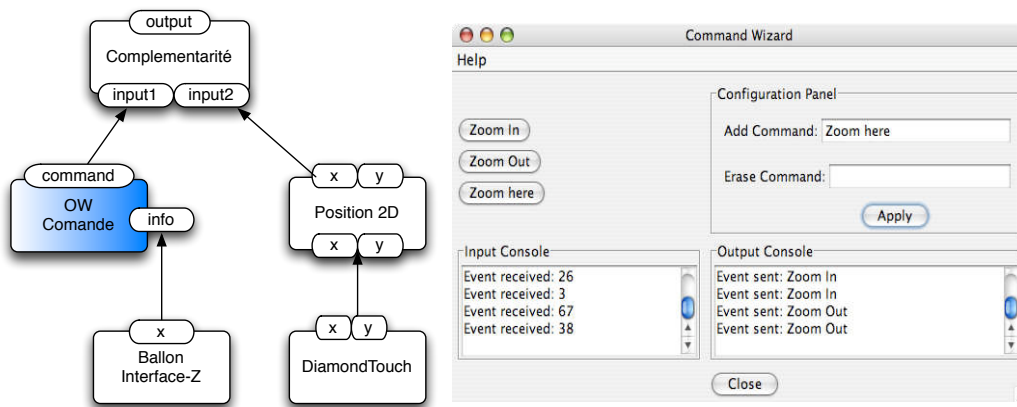 output
Complementarité
input1 input2
command
OW
Comande
info
x y
Position 2D
x y
x
Ballon
Interface-Z
x y
DiamondTouch
Command Wizard
Help
Zoom In
Zoom Out
Zoom here
Configuration Panel
Add Command: Zoom here
Erase Command:
Apply
Input Console
Event received: 26
Event received: 3
Event received: 67
Event received: 38
Output Console
Event sent: Zoom In
Event sent: Zoom In
Event sent: Zoom Out
Event sent: Zoom Out
Close